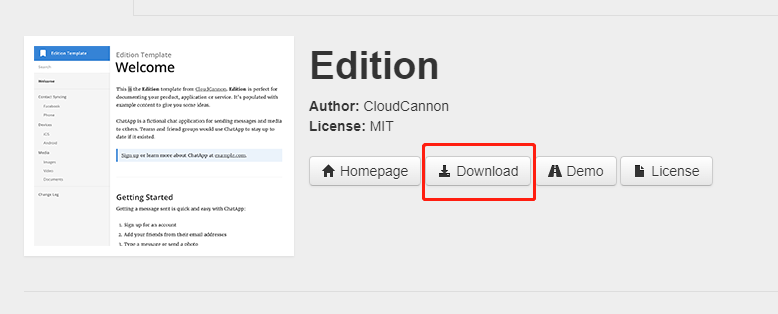 Edition Template
Search
Welcome
Contact Syncing
Facebook
Phone
Devices
iOS
Android
Media
Images
Video
Documents
Change Log
Edition Template
Welcome
This is the Edition template from CloudCannon. Edition is perfect for
documenting your product, application or service. It's populated with
example content to give you some ideas.
ChatApp is a fictional chat application for sending messages and media
to others. Teams and friend groups would use ChatApp to stay up to
date if it existed.
Sign up or learn more about ChatApp at example.com.
Getting Started
Getting a message sent is quick and easy with ChatApp:
1. Sign up for an account
2. Add your friends from their email addresses
3. Type a message or send a photo
Edition
Author: CloudCannon
License: MIT
Homepage Download Demo License